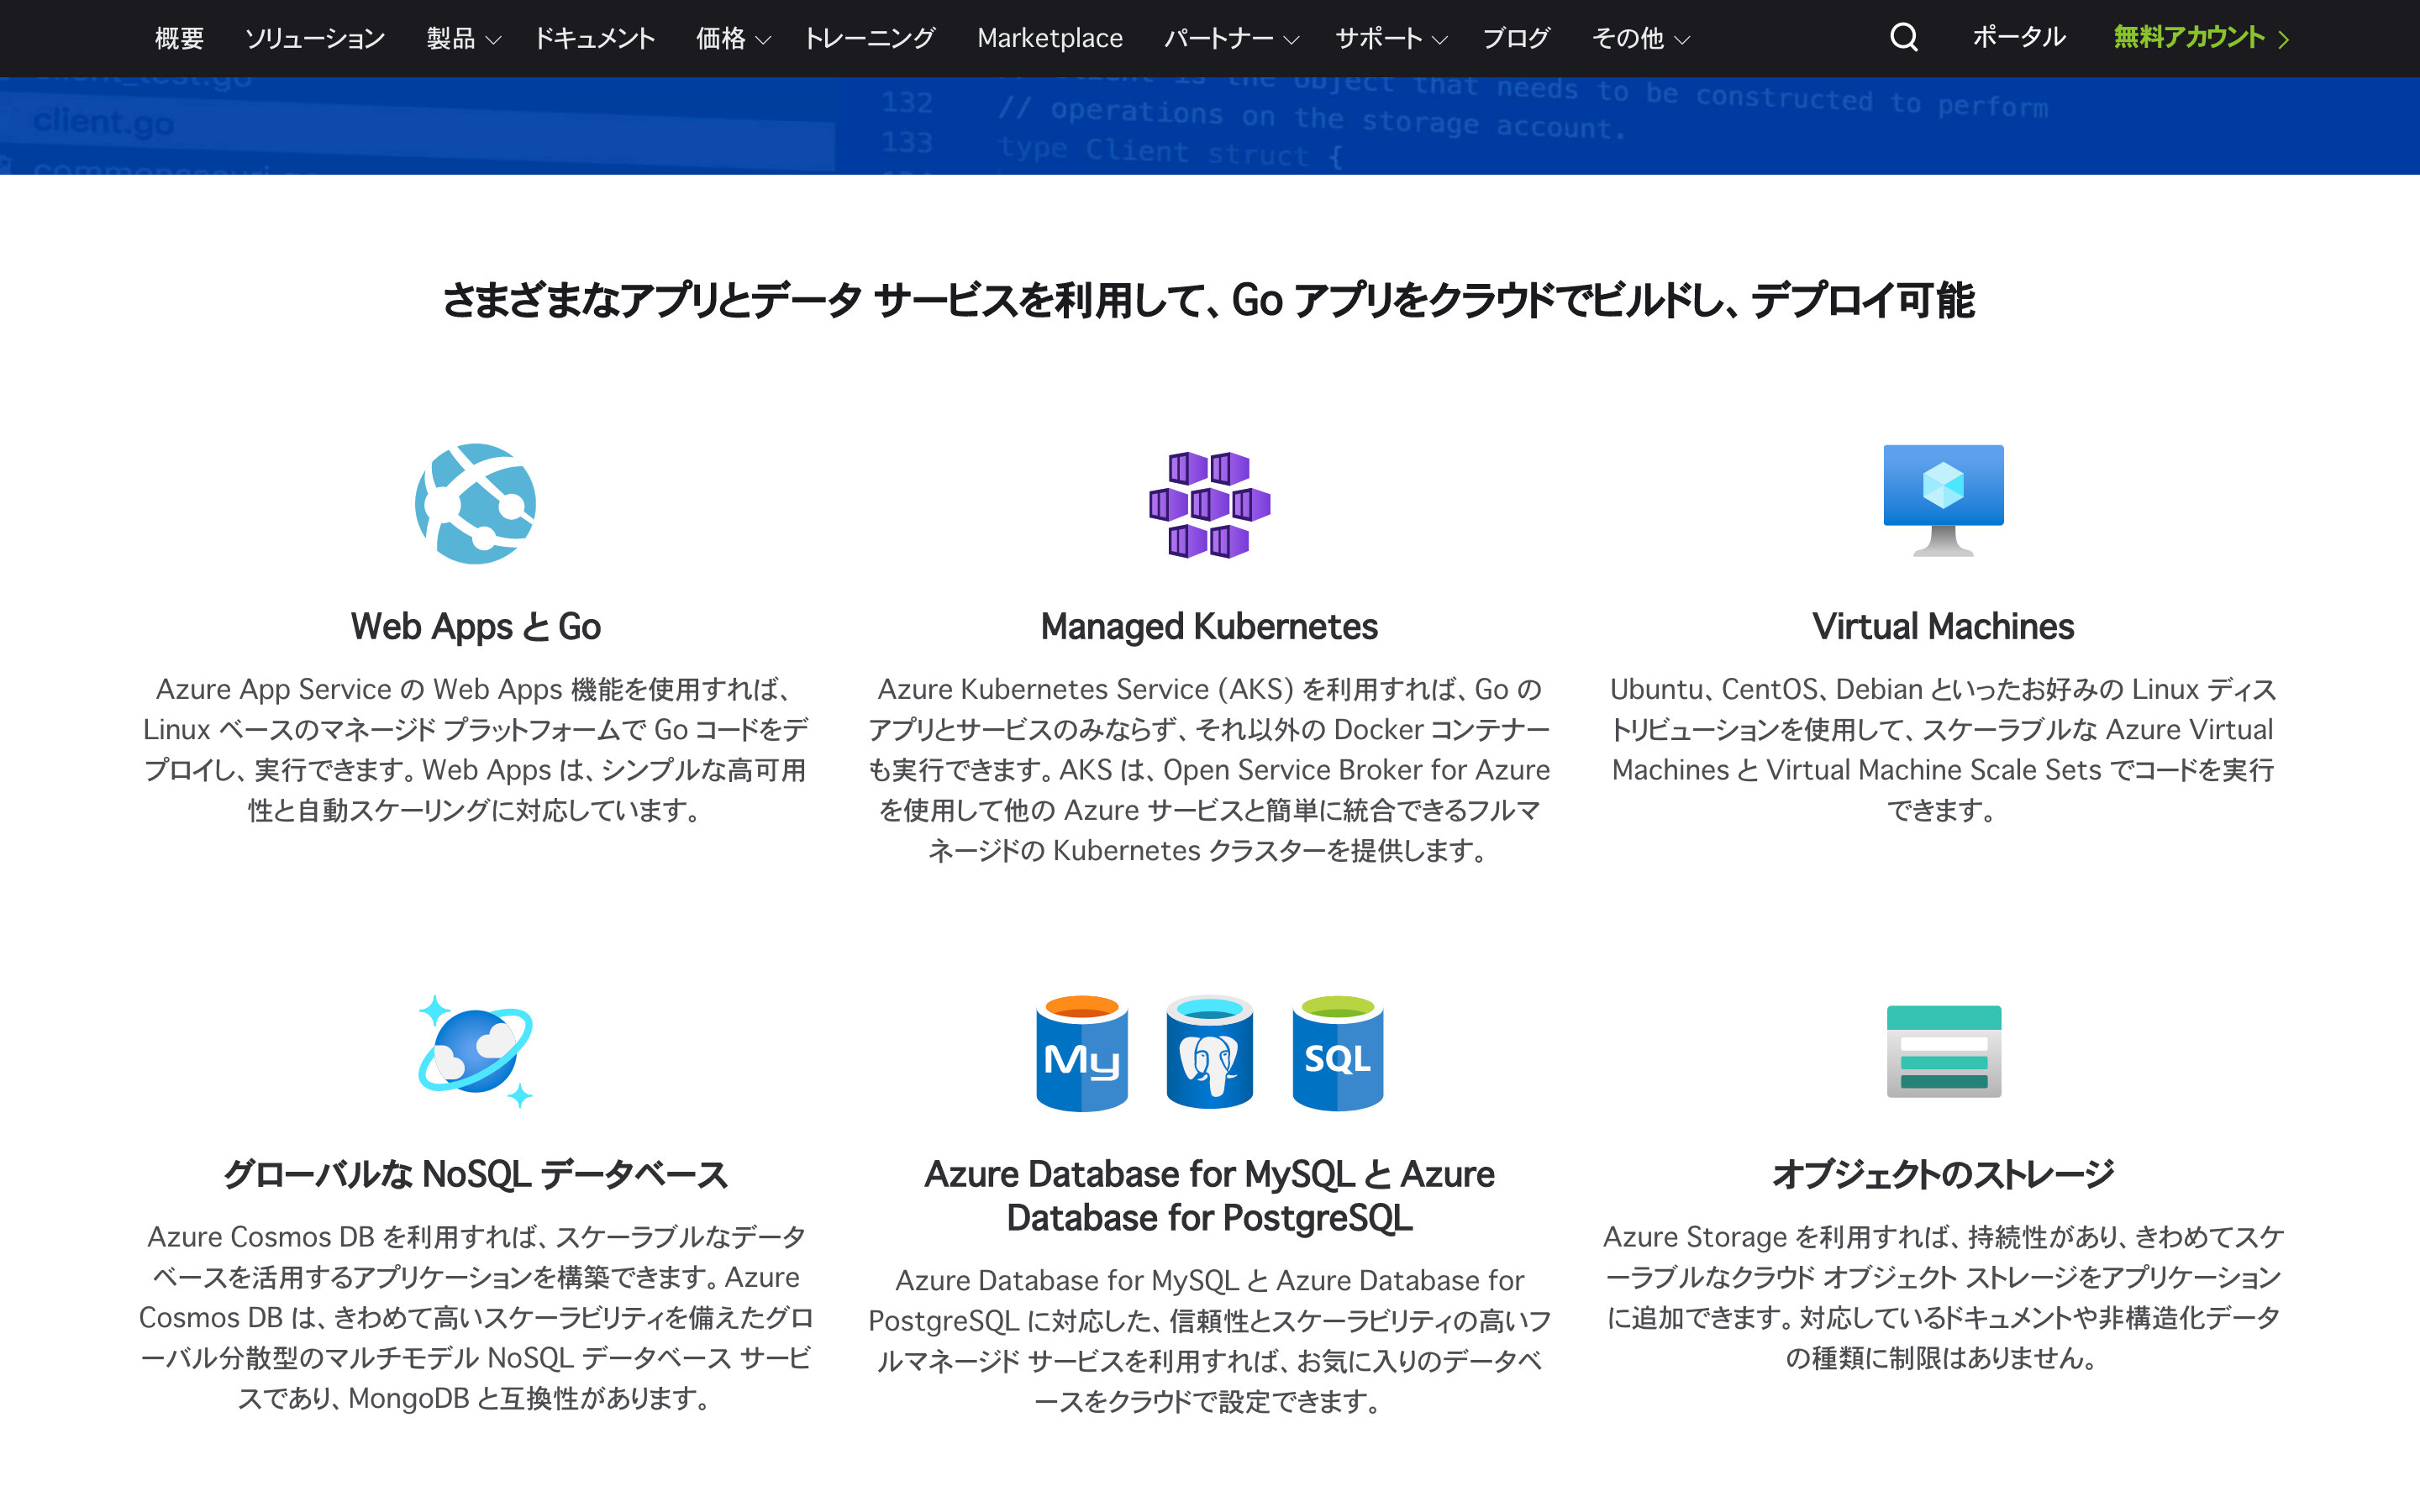 概要 ソリューション 製品 ドキュメント 価格 トレーニング Marketplace パートナー サポート ブログ その他 ポータル 無料アカウント
client.go
132 // Client is the object that needs to be constructed to perform
133 // operations on the storage account.
type Client struct {
さまざまなアプリとデータ サービスを利用して、Go アプリをクラウドでビルドし、デプロイ可能
Web Apps と Go
Azure App Service の Web Apps 機能を使用すれば、
Linux ベースのマネージド プラットフォームで Go コードをデ
プロイし、実行できます。Web Apps は、シンプルな高可用
性と自動スケーリングに対応しています。
Managed Kubernetes
Azure Kubernetes Service (AKS) を利用すれば、Go の
アプリとサービスのみならず、それ以外の Docker コンテナー
も実行できます。AKS は、Open Service Broker for Azure
を使用して他の Azure サービスと簡単に統合できるフルマ
ネージドの Kubernetes クラスターを提供します。
Virtual Machines
Ubuntu、CentOS、Debian といったお好みの Linux ディス
トリビューションを使用して、スケーラブルな Azure Virtual
Machines と Virtual Machine Scale Sets でコードを実行
できます。
グローバルな NoSQL データベース
Azure Cosmos DB を利用すれば、スケーラブルなデータ
ベースを活用するアプリケーションを構築できます。Azure
Cosmos DB は、きわめて高いスケーラビリティを備えたグロ
ーバル分散型のマルチモデル NoSQL データベース サービ
スであり、MongoDB と互換性があります。
My SQL
Azure Database for MySQL と Azure
Database for PostgreSQL
Azure Database for MySQL と Azure Database for
PostgreSQL に対応した、信頼性とスケーラビリティの高いフ
ルマネージド サービスを利用すれば、お気に入りのデータベ
ースをクラウドで設定できます。
オブジェクトのストレージ
Azure Storage を利用すれば、持続性があり、きわめてスケ
ーラブルなクラウド オブジェクト ストレージをアプリケーション
に追加できます。対応しているドキュメントや非構造化データ
の種類に制限はありません。